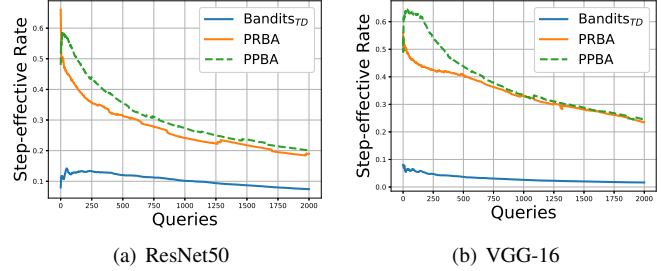 Step-effective Rate
0.6
0.5
0.4
0.3
0.2
0.1
Bandits_TD
PRBA
PPBA
0 250 500 750 1000 1250 1500 1750 2000
Queries
(a) ResNet50
Step-effective Rate
0.6
0.5
0.4
0.3
0.2
0.1
0.0
Bandits_TD
PRBA
PPBA
0 250 500 750 1000 1250 1500 1750 2000
Queries
(b) VGG-16